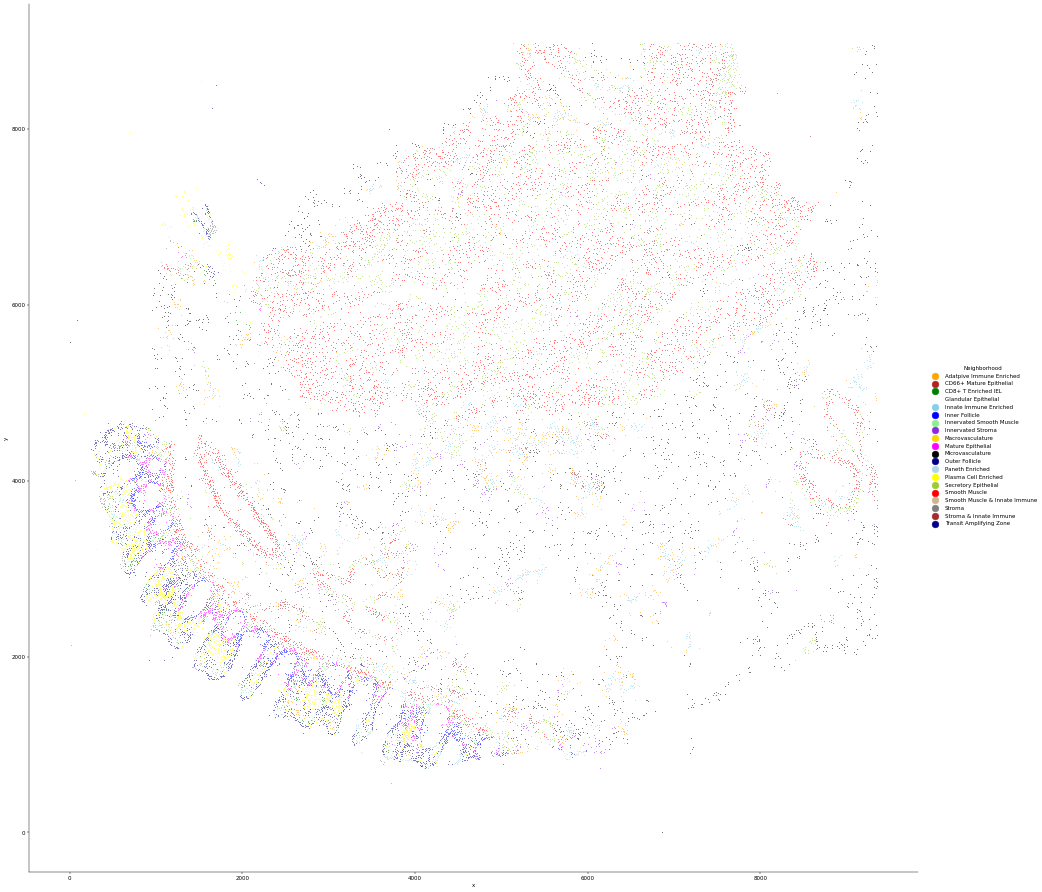 8000
6000
4000
2000
0
y
0
2000
4000
6000
8000
x
Neighborhood
Adatpive Immune Enriched
CD66+ Mature Epithelial
CD8+ T Enriched IEL
Glandular Epithelial
Innate Immune Enriched
Inner Follicle
Innervated Smooth Muscle
Innervated Stroma
Macrovasculature
Mature Epithelial
Microvasculature
Outer Follicle
Paneth Enriched
Plasma Cell Enriched
Secretory Epithelial
Smooth Muscle
Smooth Muscle & Innate Immune
Stroma
Stroma & Innate Immune
Transit Amplifying Zone